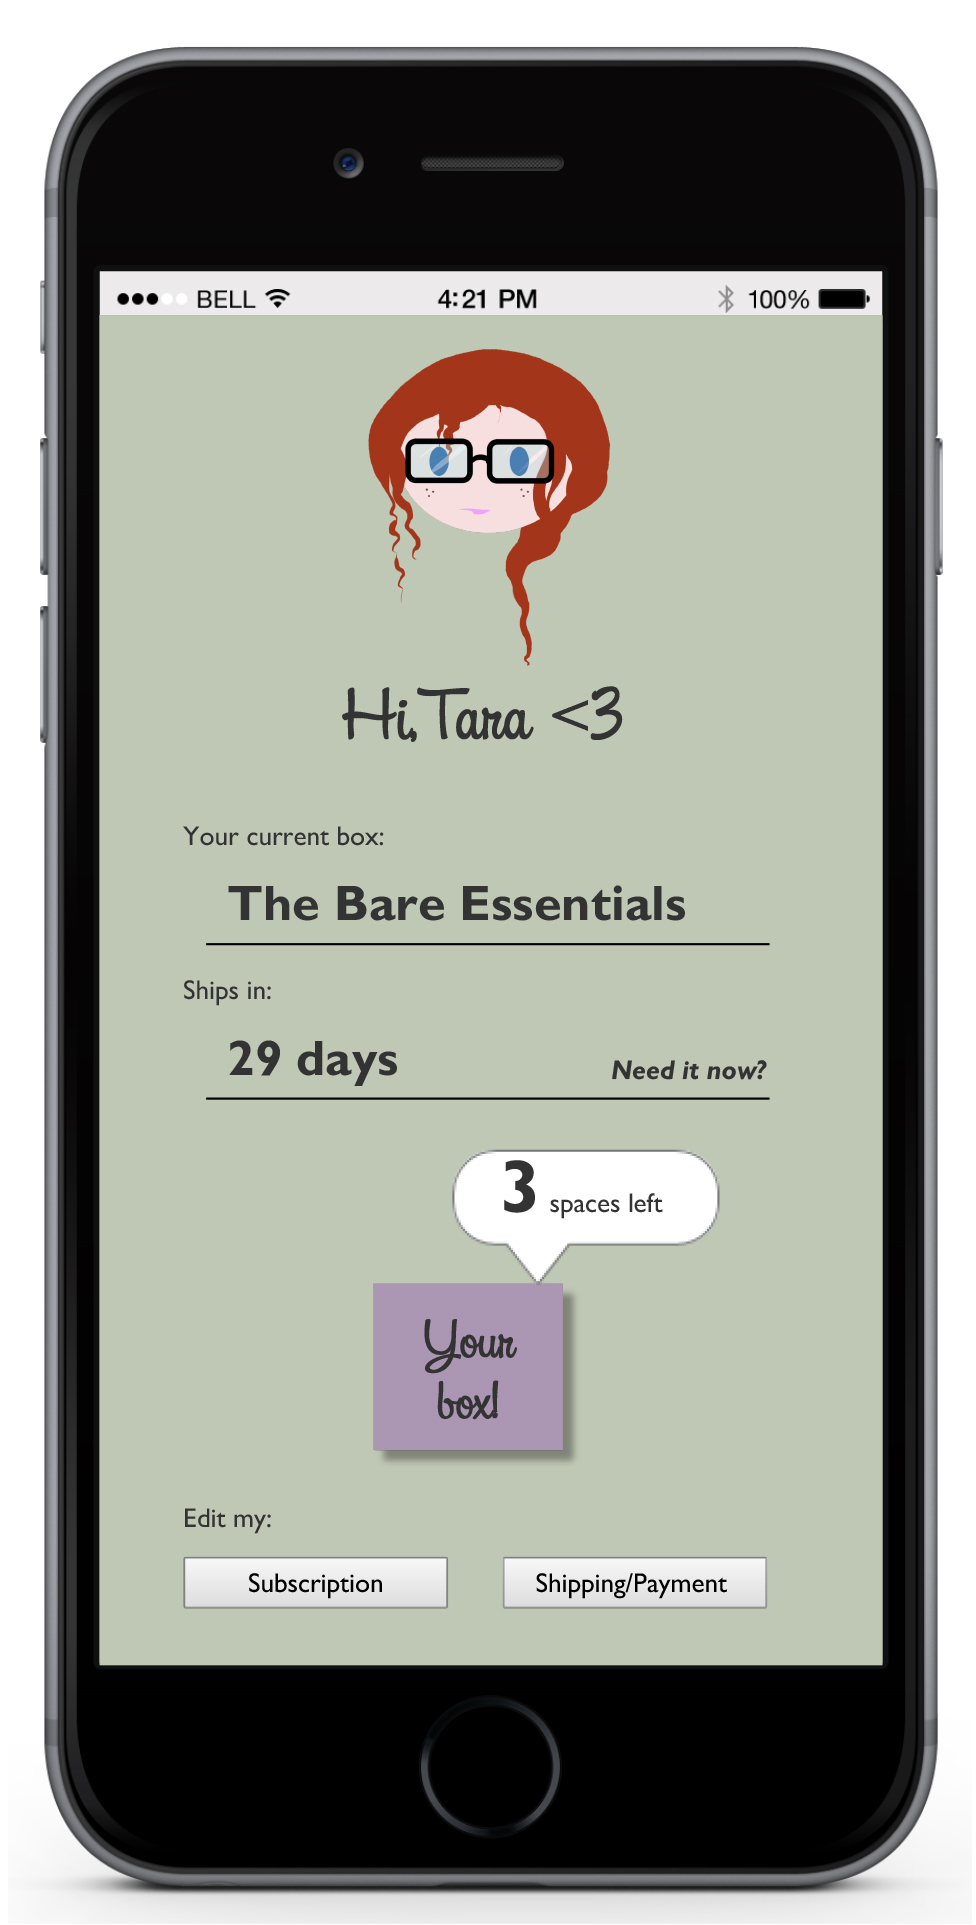 BELL 4:21 PM 100%
Hi, Tara <3
Your current box:
The Bare Essentials
Ships in:
29 days Need it now?
3 spaces left
Your
box!
Edit my:
Subscription Shipping/Payment